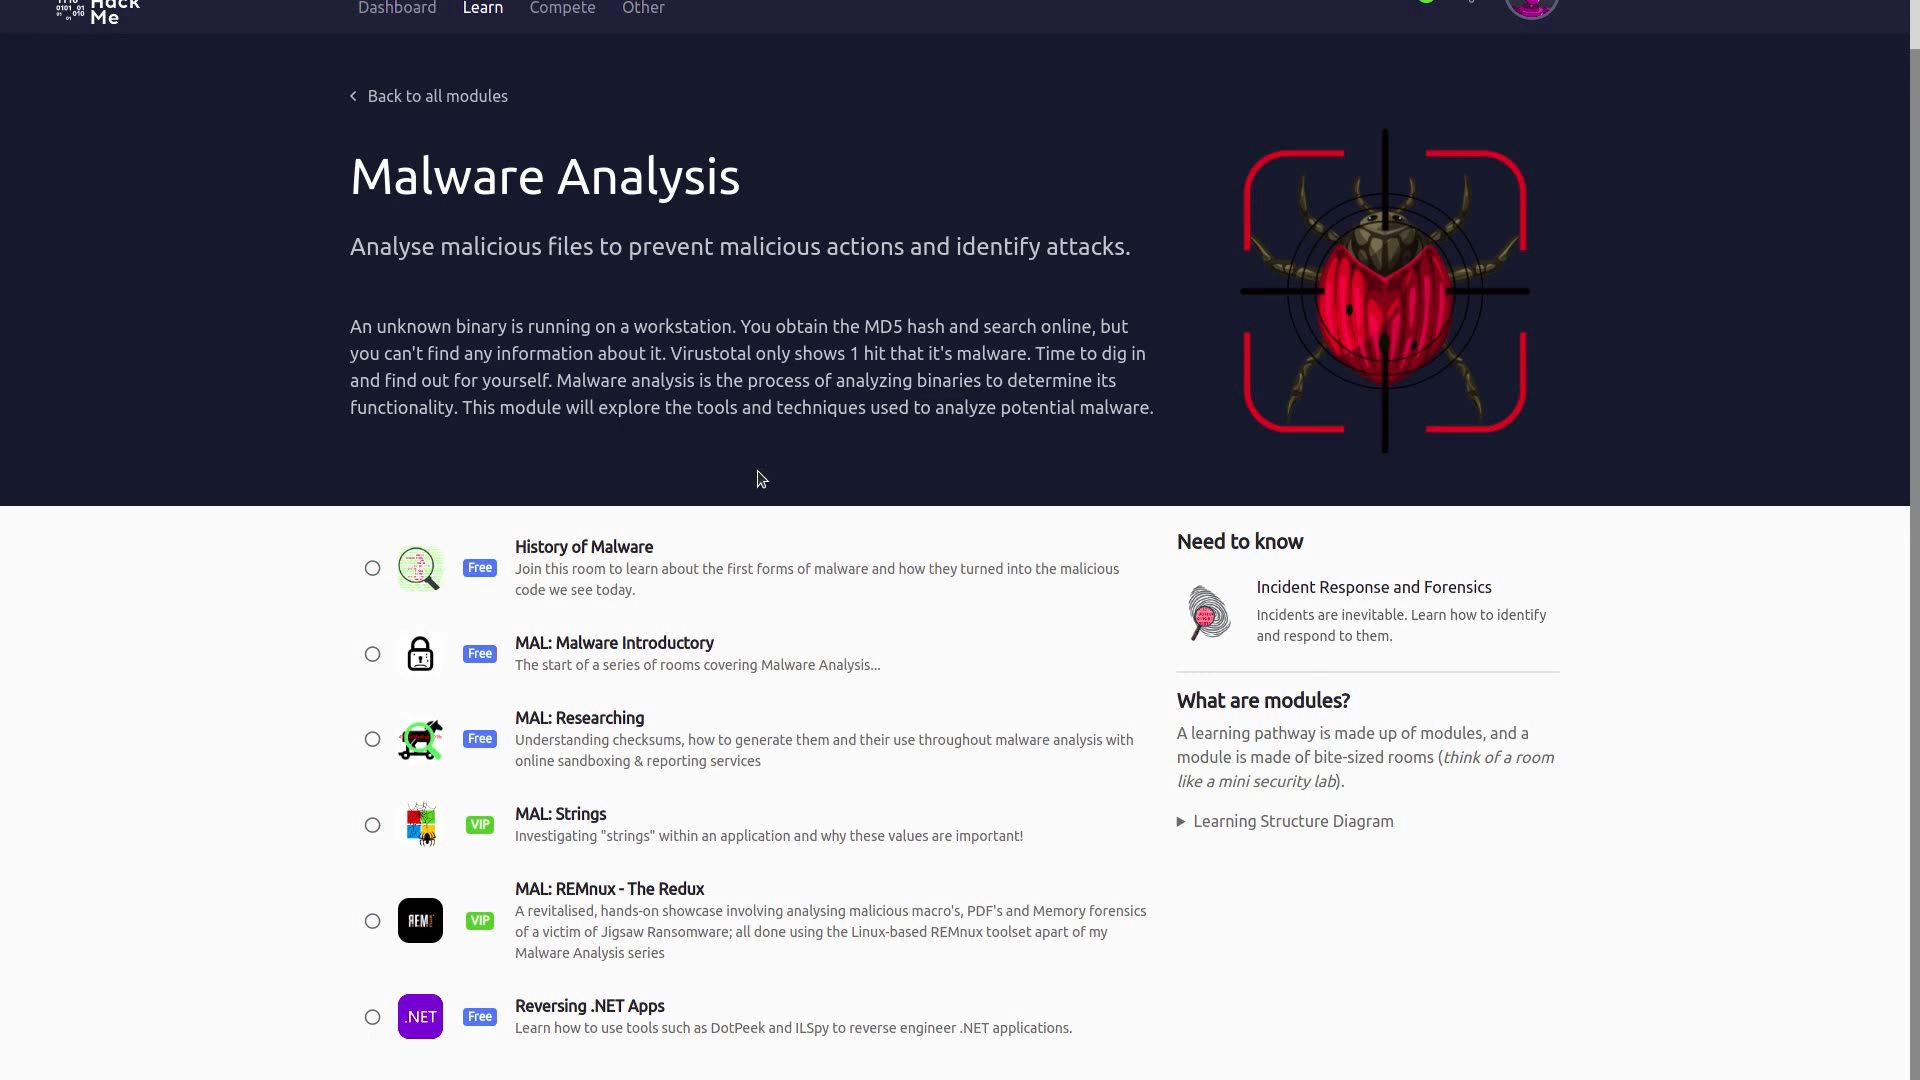 Hack
Me
Dashboard
Learn
Compete
Other
Back to all modules
Malware Analysis
Analyse malicious files to prevent malicious actions and identify attacks.
An unknown binary is running on a workstation. You obtain the MD5 hash and search online, but
you can't find any information about it. Virustotal only shows 1 hit that it's malware. Time to dig in
and find out for yourself. Malware analysis is the process of analyzing binaries to determine its
functionality. This module will explore the tools and techniques used to analyze potential malware.
Free
History of Malware
Join this room to learn about the first forms of malware and how they turned into the malicious
code we see today.
Free
MAL: Malware Introductory
The start of a series of rooms covering Malware Analysis...
Free
MAL: Researching
Understanding checksums, how to generate them and their use throughout malware analysis with
online sandboxing & reporting services
VIP
MAL: Strings
Investigating "strings" within an application and why these values are important!
REM
VIP
MAL: REMnux - The Redux
A revitalised, hands-on showcase involving analysing malicious macro's, PDF's and Memory forensics
of a victim of Jigsaw Ransomware; all done using the Linux-based REMnux toolset apart of my
Malware Analysis series
.NET
Free
Reversing .NET Apps
Learn how to use tools such as DotPeek and ILSpy to reverse engineer .NET applications.
Need to know
Incident Response and Forensics
Incidents are inevitable. Learn how to identify
and respond to them.
What are modules?
A learning pathway is made up of modules, and a
module is made of bite-sized rooms (think of a room
like a mini security lab).
Learning Structure Diagram